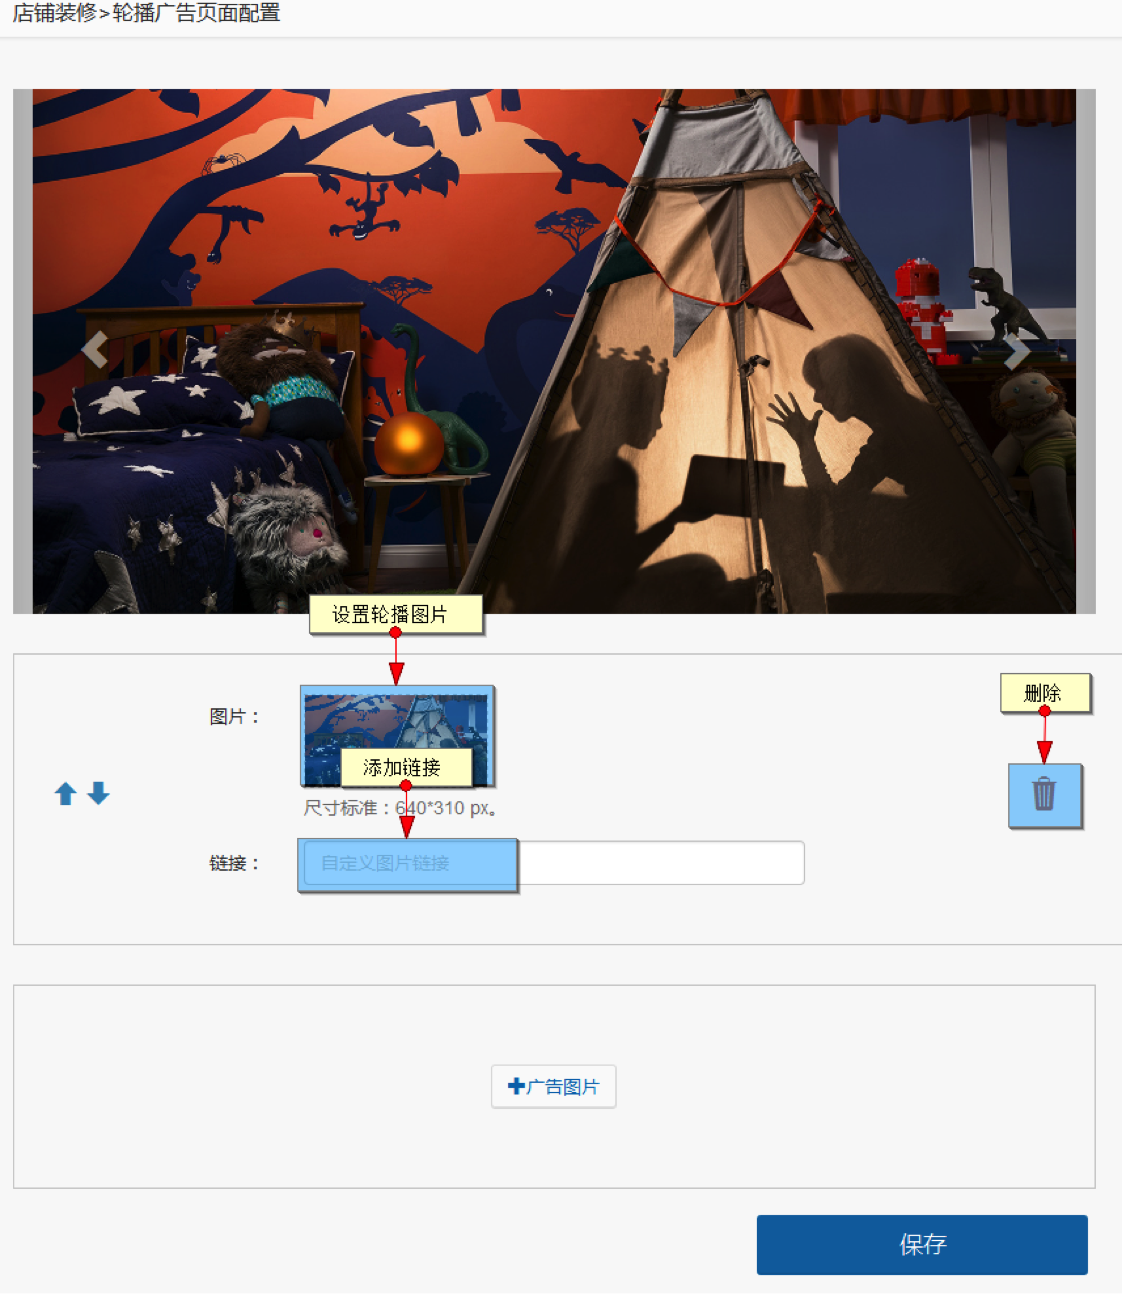 店铺装修>轮播广告页面配置
设置轮播图片
图片：
删除
添加链接
尺寸标准：640*310 px。
链接：
自定义图片链接
广告图片
保存